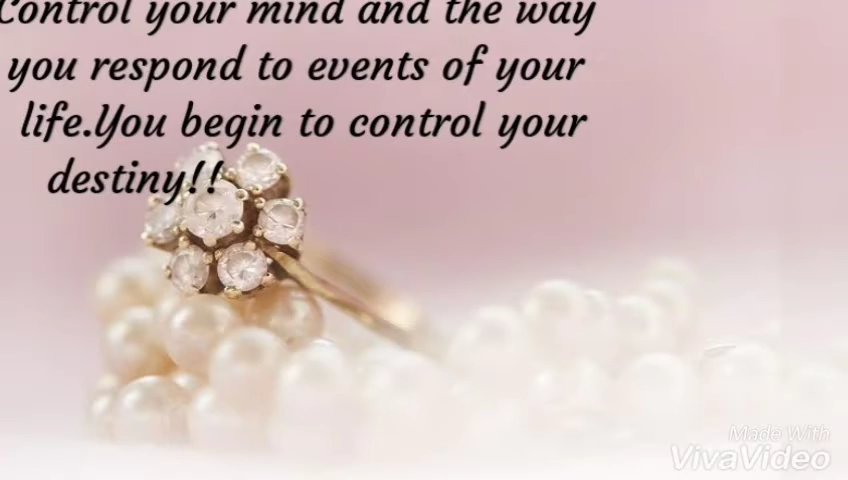 Control your mind and the way
you respond to events of your
life.You begin to control your
destiny!!
Made With
VivaVideo